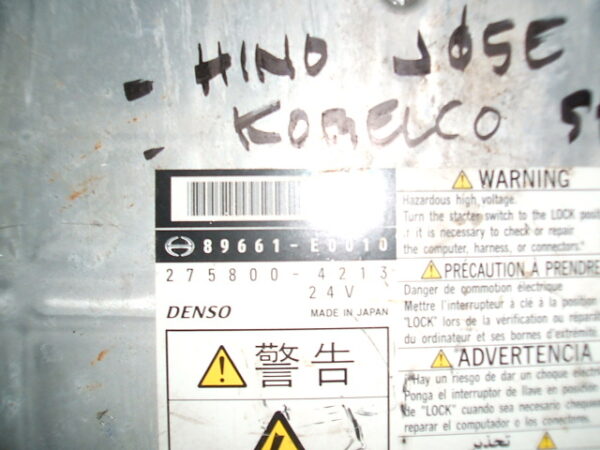 - HINO JOSE
- KOBELCO
89661-E0010
275800-4213
24V
DENSO
MADE IN JAPAN
警告
WARNING
Hazardous high voltage.
Turn the starter switch to the LOCK
if it is necessary to check or repair
the computer, harness, or connectors."
PRÉCAUTION À PRENDRE
Danger de commotion électrique
Mettre l'interrupteur à clé à la position
"LOCK" lors de la vérification ou
du ordinateur et ses bornes d'extrémité
ADVERTENCIA
"Hay un riesgo de dar un choque
Ponga el interruptor de llave en posición
de "LOCK" cuando sea necesario
reparar el computador o los conectores.
تحذير